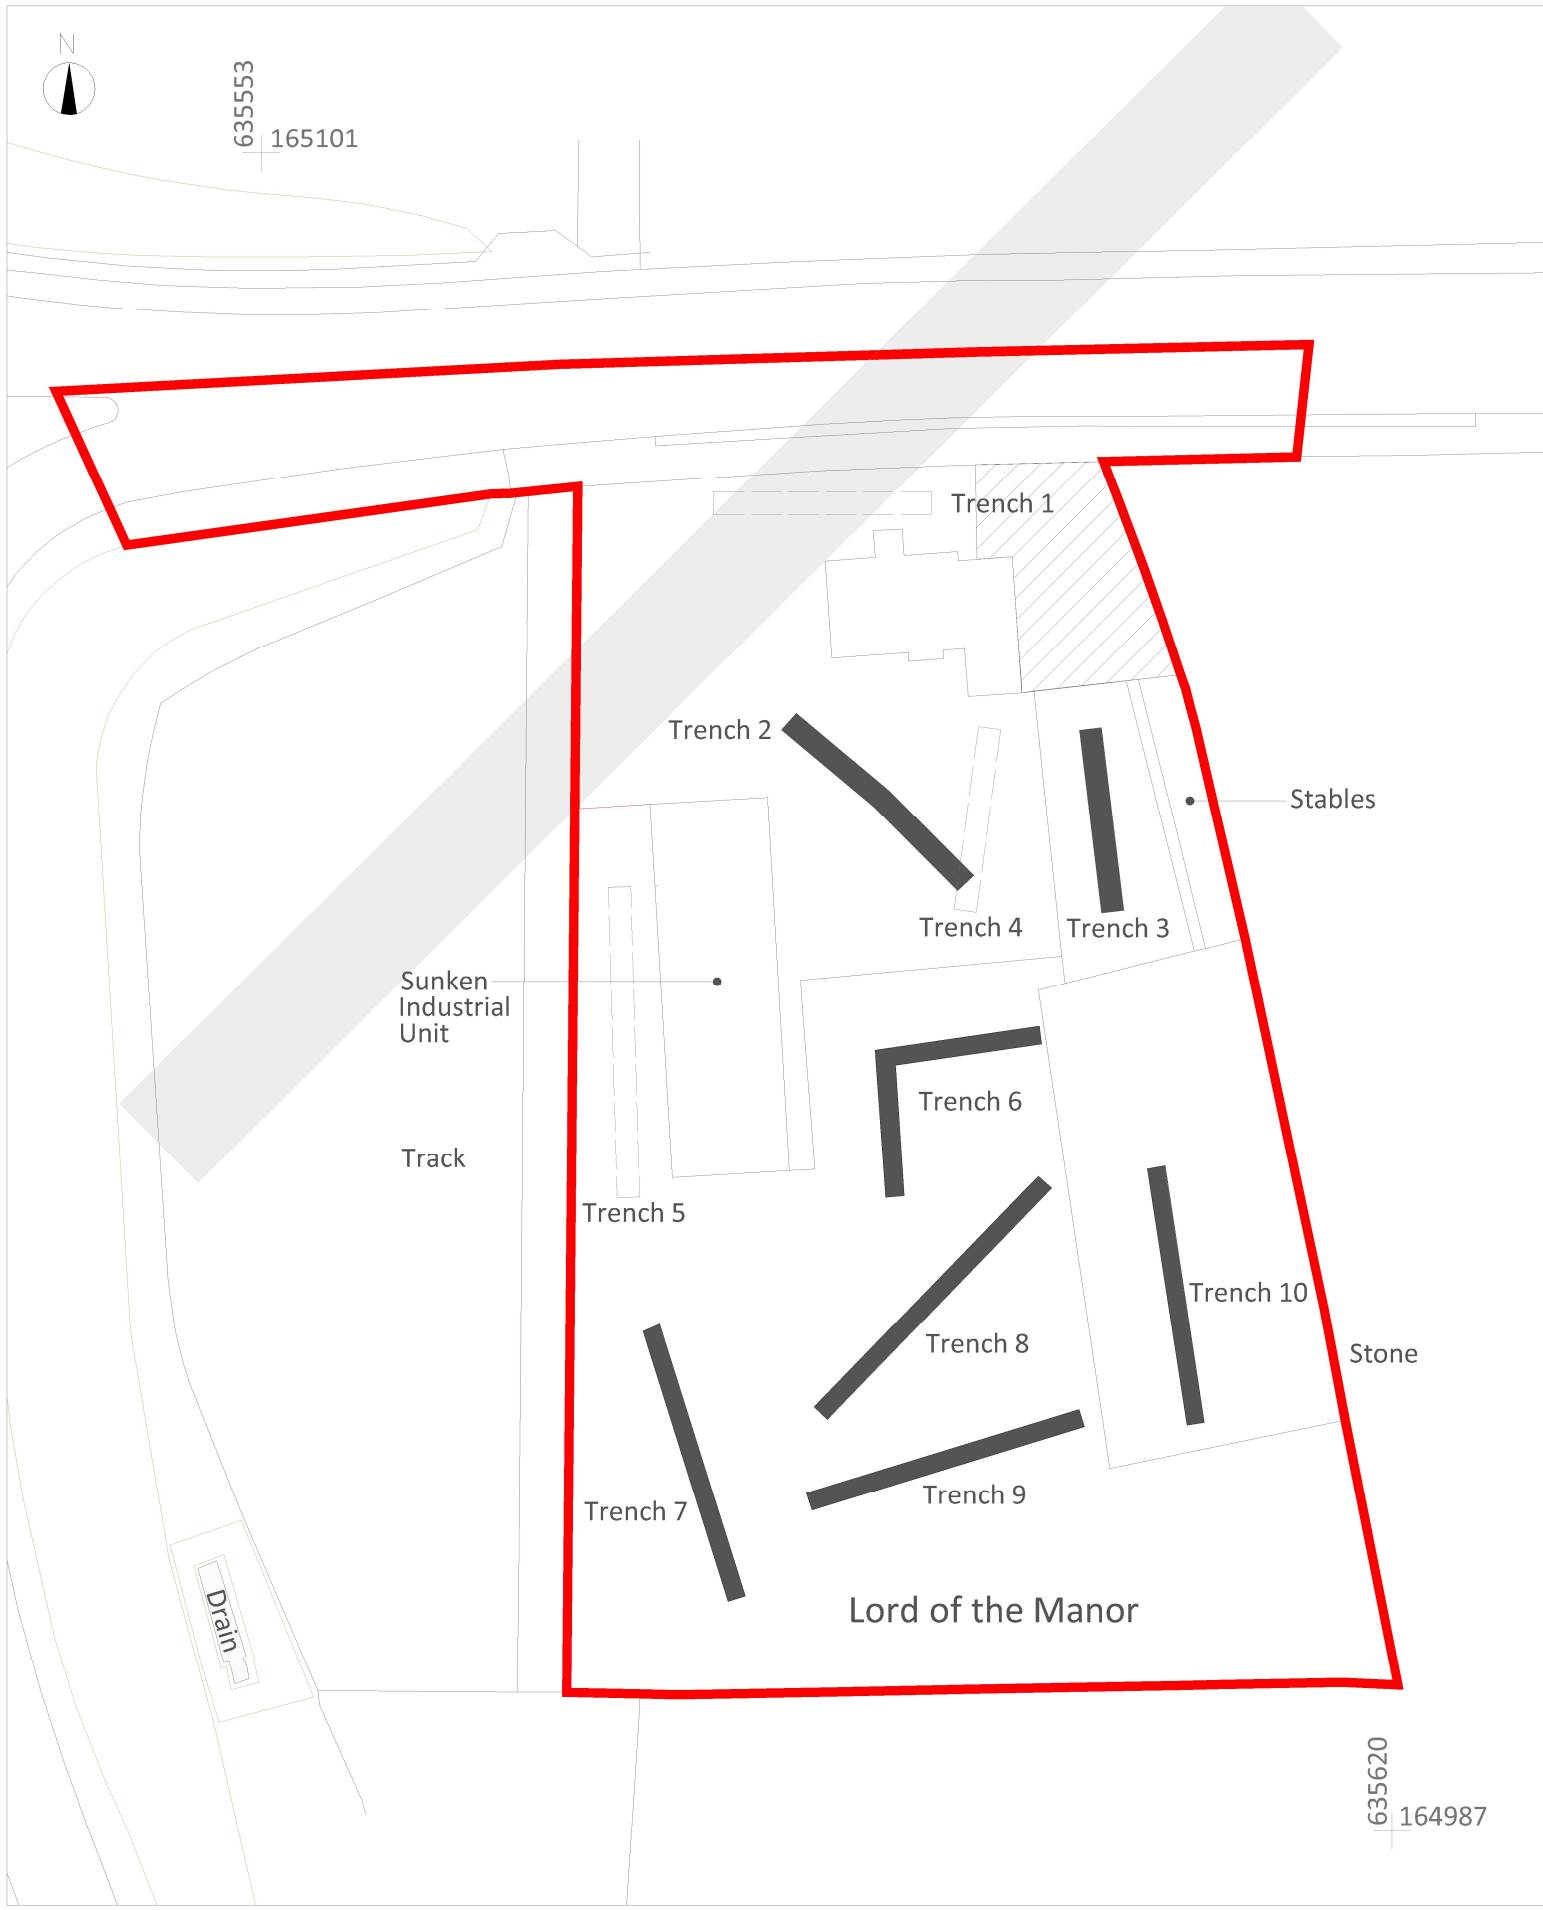 N
635553
165101
Trench 1
Trench 2
Stables
Trench 4
Trench 3
Sunken
Industrial
Unit
Trench 6
Track
Trench 5
Trench 10
Trench 8
Stone
Trench 9
Trench 7
Drain
Lord of the Manor
635620
164987